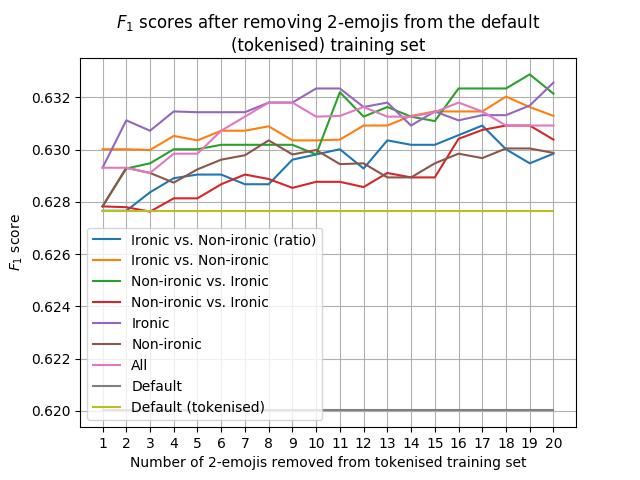 F₁ scores after removing 2-emojis from the default
(tokenised) training set
F₁ score
0.632
0.630
0.628
0.626
0.624
0.622
0.620
Ironic vs. Non-ironic (ratio)
Ironic vs. Non-ironic
Non-ironic vs. Ironic
Non-ironic vs. Ironic
Ironic
Non-ironic
All
Default
Default (tokenised)
1 2 3 4 5 6 7 8 9 10 11 12 13 14 15 16 17 18 19 20
Number of 2-emojis removed from tokenised training set